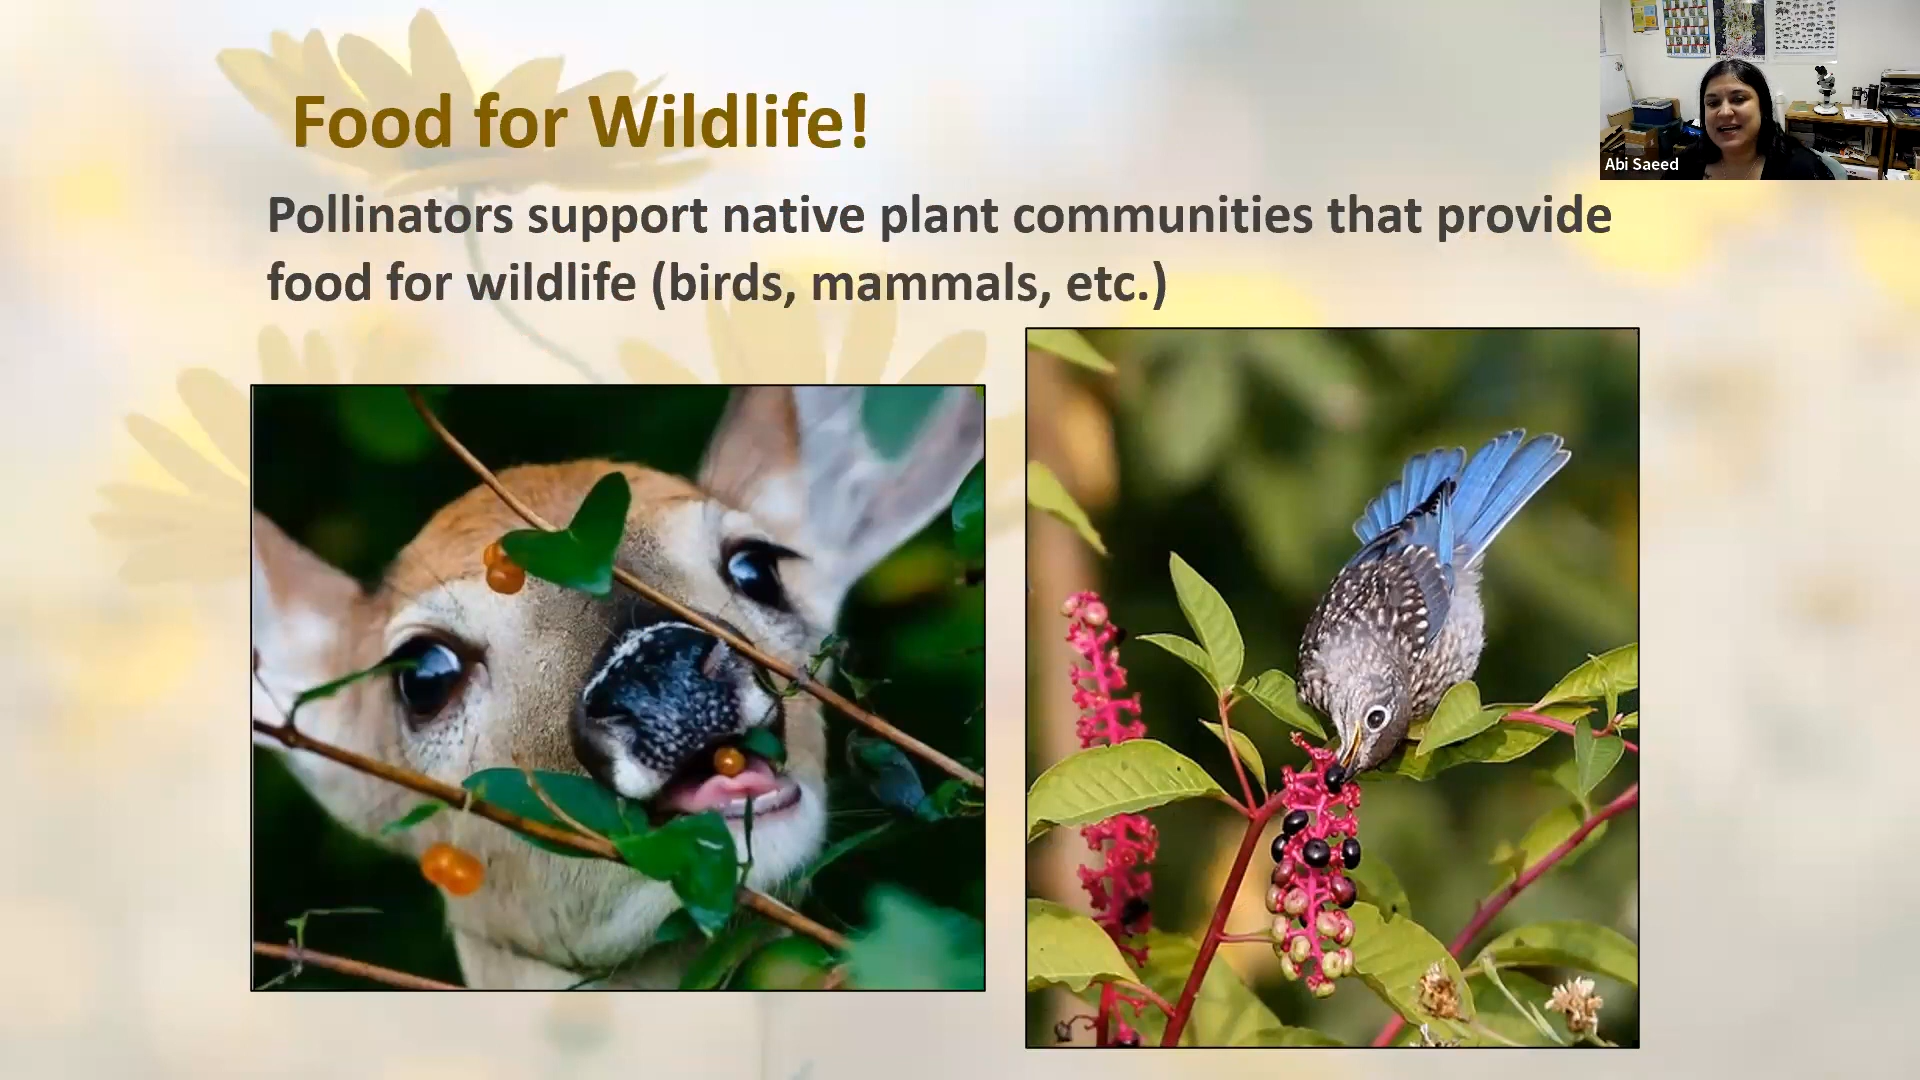 Food for Wildlife!
Pollinators support native plant communities that provide
food for wildlife (birds, mammals, etc.)
Abi Saeed